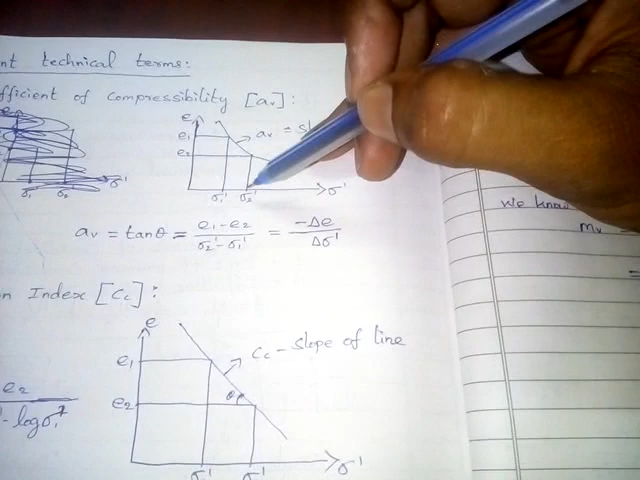 nt technical terms:
fficient of compressibility [av]:
e
e1
e2
av = sl
σ1' σ2' σ'
σ1 σ2 σ'
av = tanθ = e1-e2 / σ2'-σ1' = -Δe / Δσ'
we know
mv
=
n Index [Cc]:
e
e1
Cc - slope of line
e2
e2
- logσ1'
σ' σ' σ'